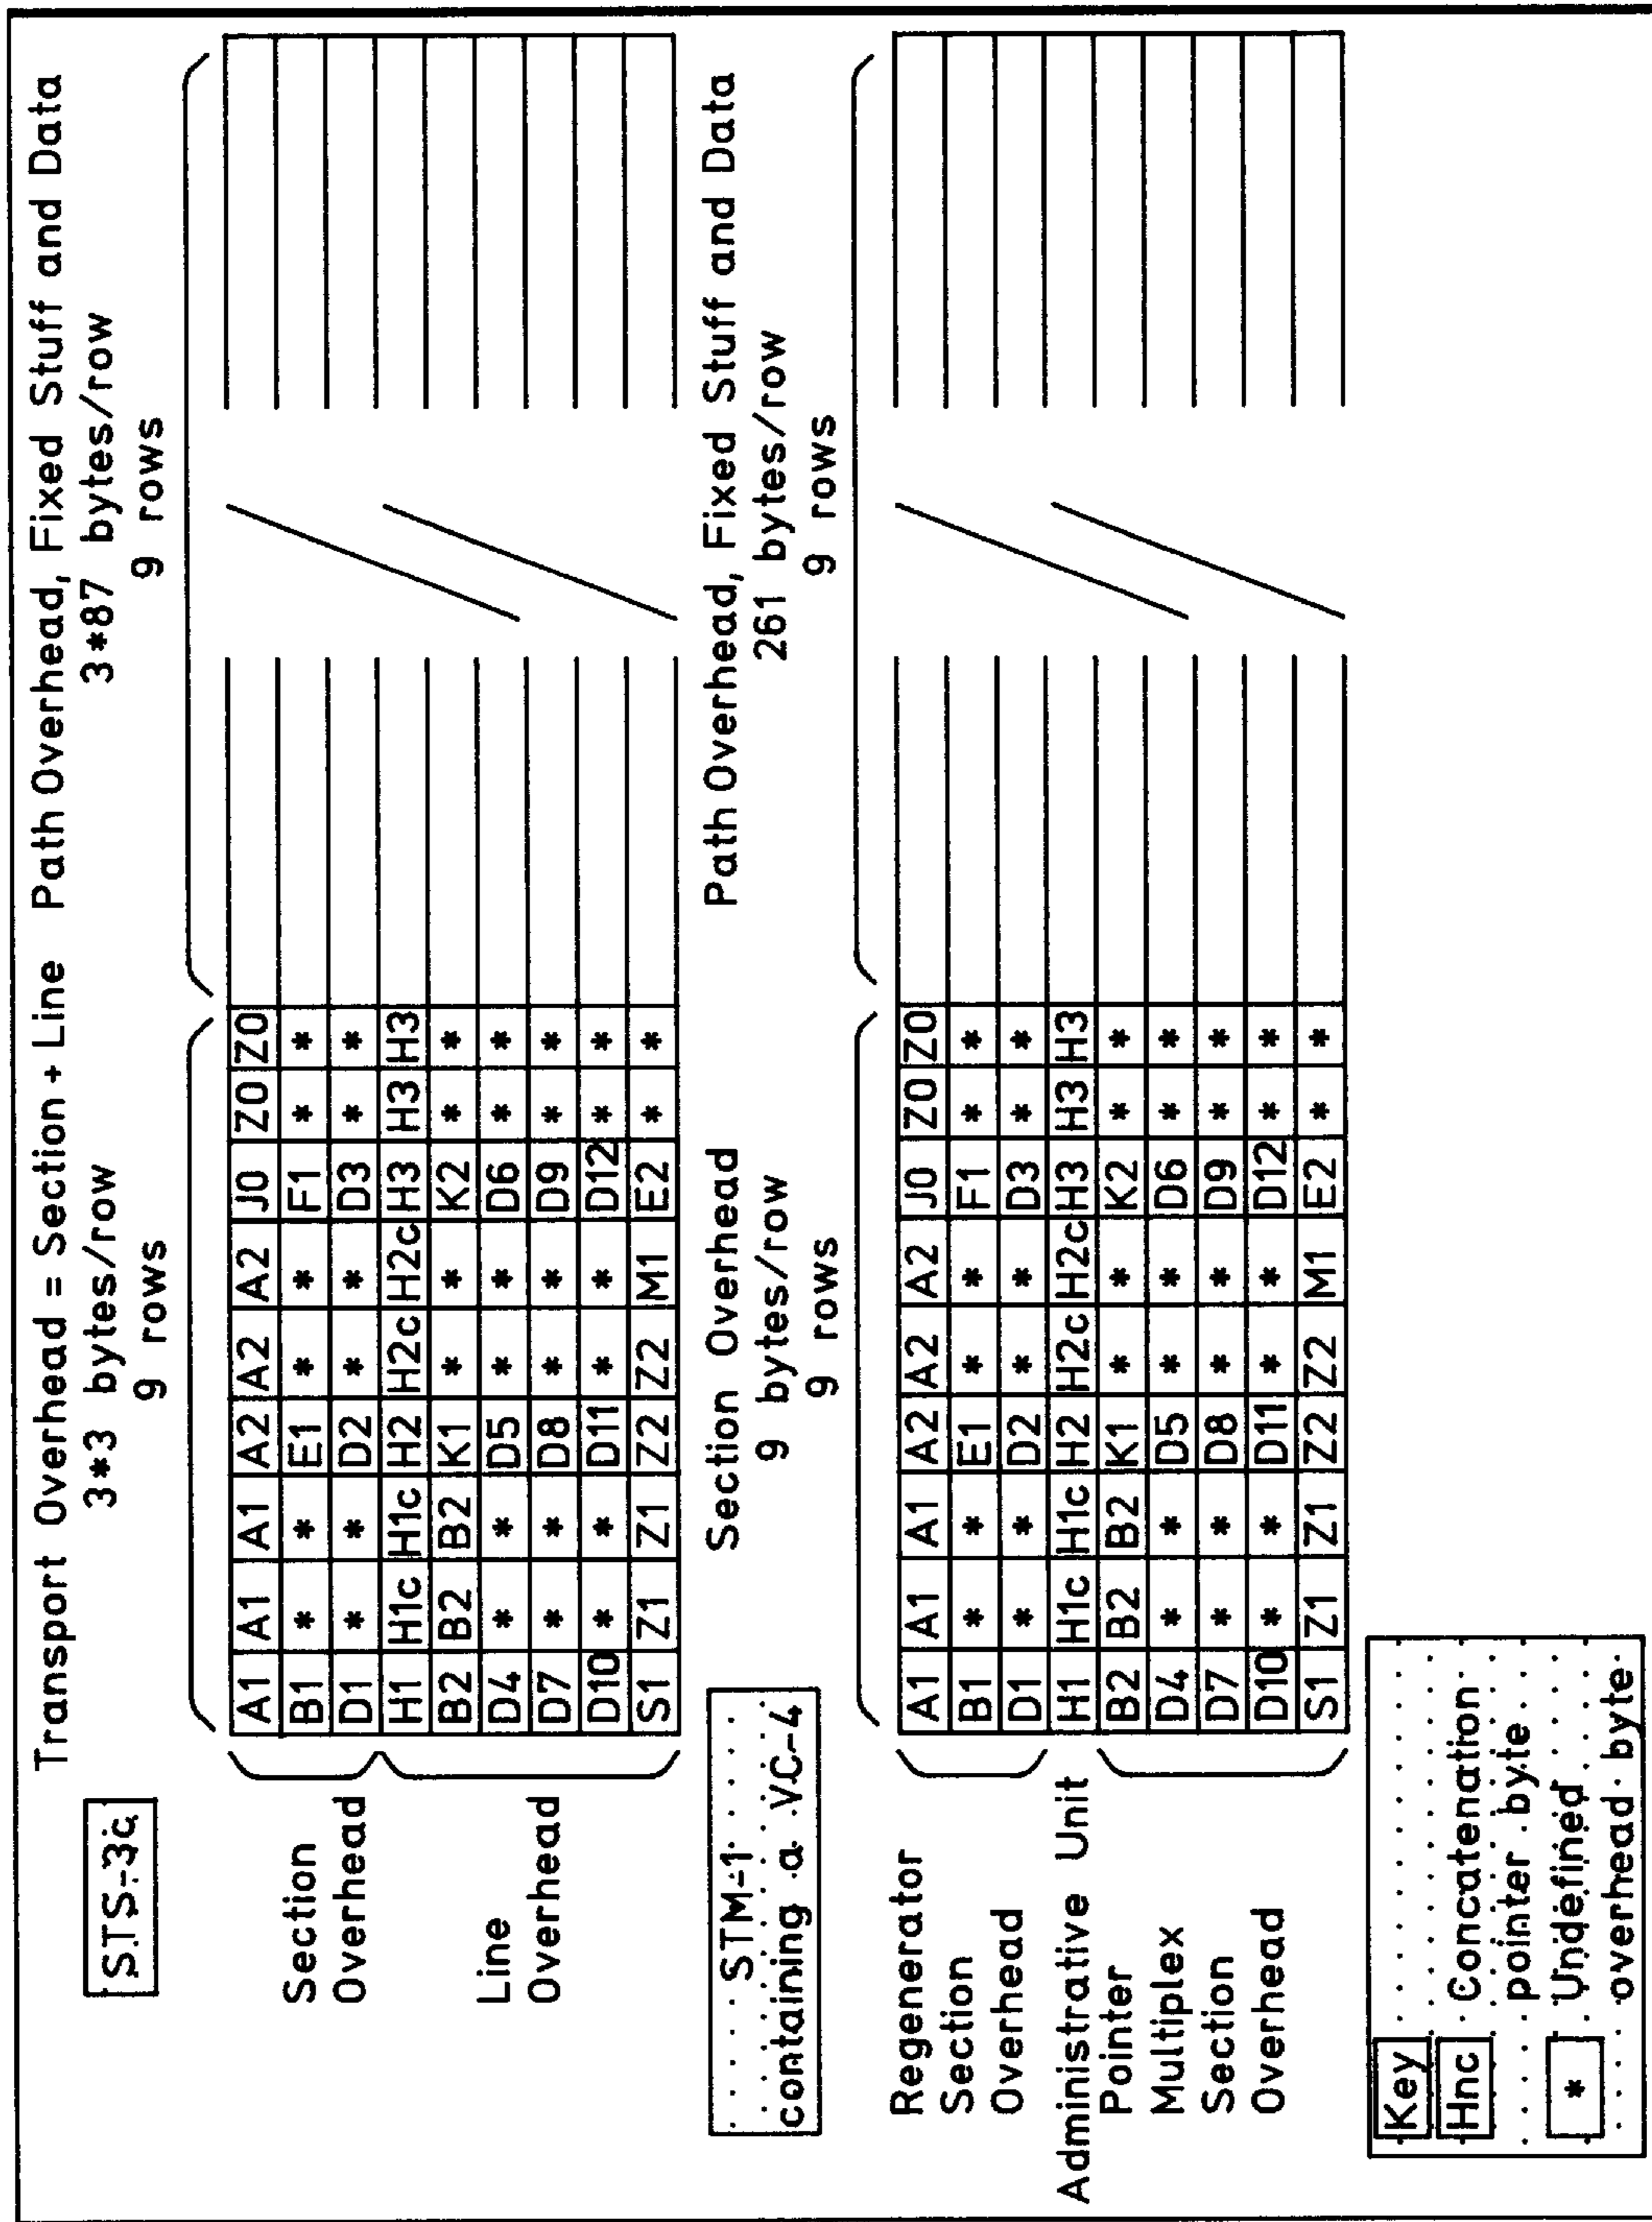 Transport Overhead = Section + Line Path Overhead, Fixed Stuff and Data
3*3 bytes/row 3*87 bytes/row
9 rows 9 rows
STS-3c
Section
Overhead
Line
Overhead
A1 A1 A1 A2 A2 A2 J0 Z0 Z0
B1 * * E1 * * F1 * *
D1 * * D2 * * D3 * *
H1 H1c H1c H2 H2c H2c H3 H3 H3
B2 B2 B2 K1 * * K2 * *
D4 * * D5 * * D6 * *
D7 * * D8 * * D9 * *
D10 * * D11 * * D12 * *
S1 Z1 Z1 Z2 Z2 M1 E2 * *
STM-1
containing a VC-4
Section Overhead Path Overhead, Fixed Stuff and Data
9 bytes/row 261 bytes/row
9 rows 9 rows
Regenerator
Section
Overhead
Administrative Unit
Pointer
Multiplex
Section
Overhead
A1 A1 A1 A2 A2 A2 J0 Z0 Z0
B1 * * E1 * * F1 * *
D1 * * D2 * * D3 * *
H1 H1c H1c H2 H2c H2c H3 H3 H3
B2 B2 B2 K1 * * K2 * *
D4 * * D5 * * D6 * *
D7 * * D8 * * D9 * *
D10 * * D11 * * D12 * *
S1 Z1 Z1 Z2 Z2 M1 E2 * *
Key
Hnc Concatenation
pointer byte
* Undefined
overhead byte